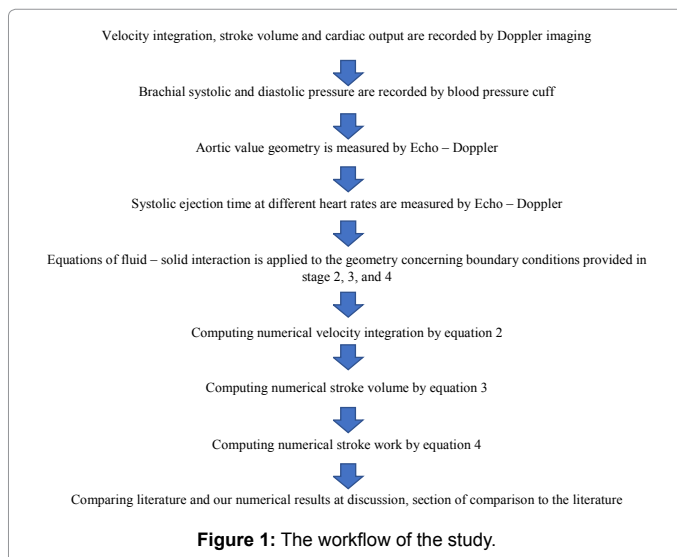 Velocity integration, stroke volume and cardiac output are recorded by Doppler imaging
Brachial systolic and diastolic pressure are recorded by blood pressure cuff
Aortic value geometry is measured by Echo – Doppler
Systolic ejection time at different heart rates are measured by Echo – Doppler
Equations of fluid – solid interaction is applied to the geometry concerning boundary conditions provided in
stage 2, 3, and 4
Computing numerical velocity integration by equation 2
Computing numerical stroke volume by equation 3
Computing numerical stroke work by equation 4
Comparing literature and our numerical results at discussion, section of comparison to the literature
Figure 1: The workflow of the study.